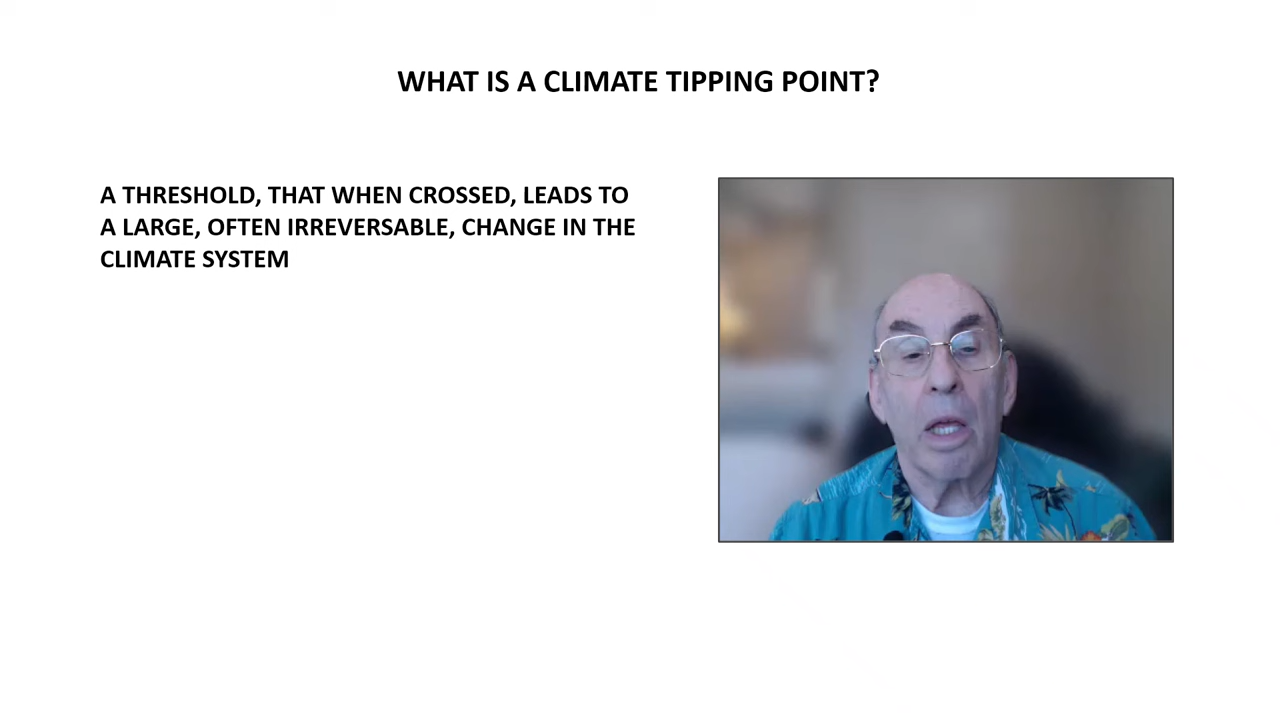 WHAT IS A CLIMATE TIPPING POINT?
A THRESHOLD, THAT WHEN CROSSED, LEADS TO
A LARGE, OFTEN IRREVERSABLE, CHANGE IN THE
CLIMATE SYSTEM